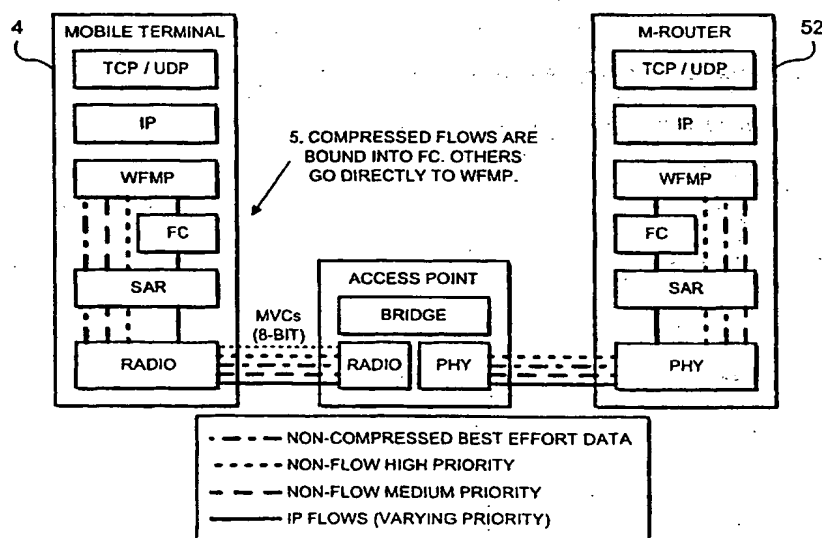 4
MOBILE TERMINAL
TCP / UDP
IP
WFMP
FC
SAR
RADIO
5. COMPRESSED FLOWS ARE
BOUND INTO FC. OTHERS
GO DIRECTLY TO WFMP.
MVCs
(8-BIT)
ACCESS POINT
BRIDGE
RADIO
PHY
M-ROUTER
52
TCP / UDP
IP
WFMP
FC
SAR
PHY
NON-COMPRESSED BEST EFFORT DATA
NON-FLOW HIGH PRIORITY
NON-FLOW MEDIUM PRIORITY
IP FLOWS (VARYING PRIORITY)